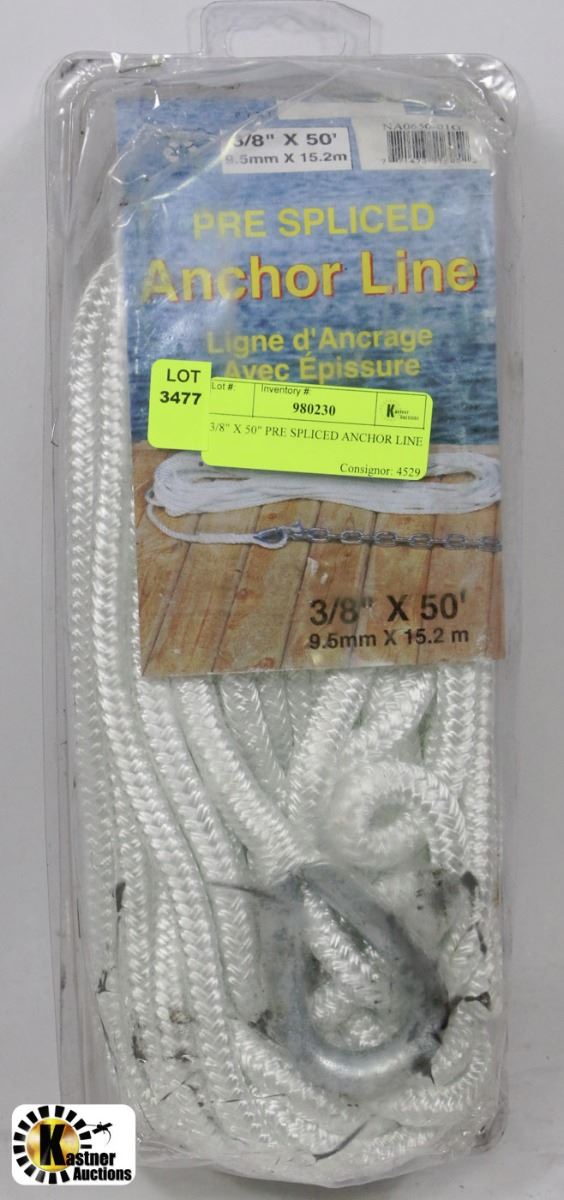 3/8" X 50'
9.5mm X 15.2m
PRE SPLICED
Anchor Line
Ligne d'Ancrage
Avec Épissure
LOT
3477
Lot #:
Inventory #:
980230
Kastner
Auctions
3/8" X 50" PRE SPLICED ANCHOR LINE
Consignor: 4529
3/8" X 50'
9.5mm X 15.2 m
Kastner
Auctions